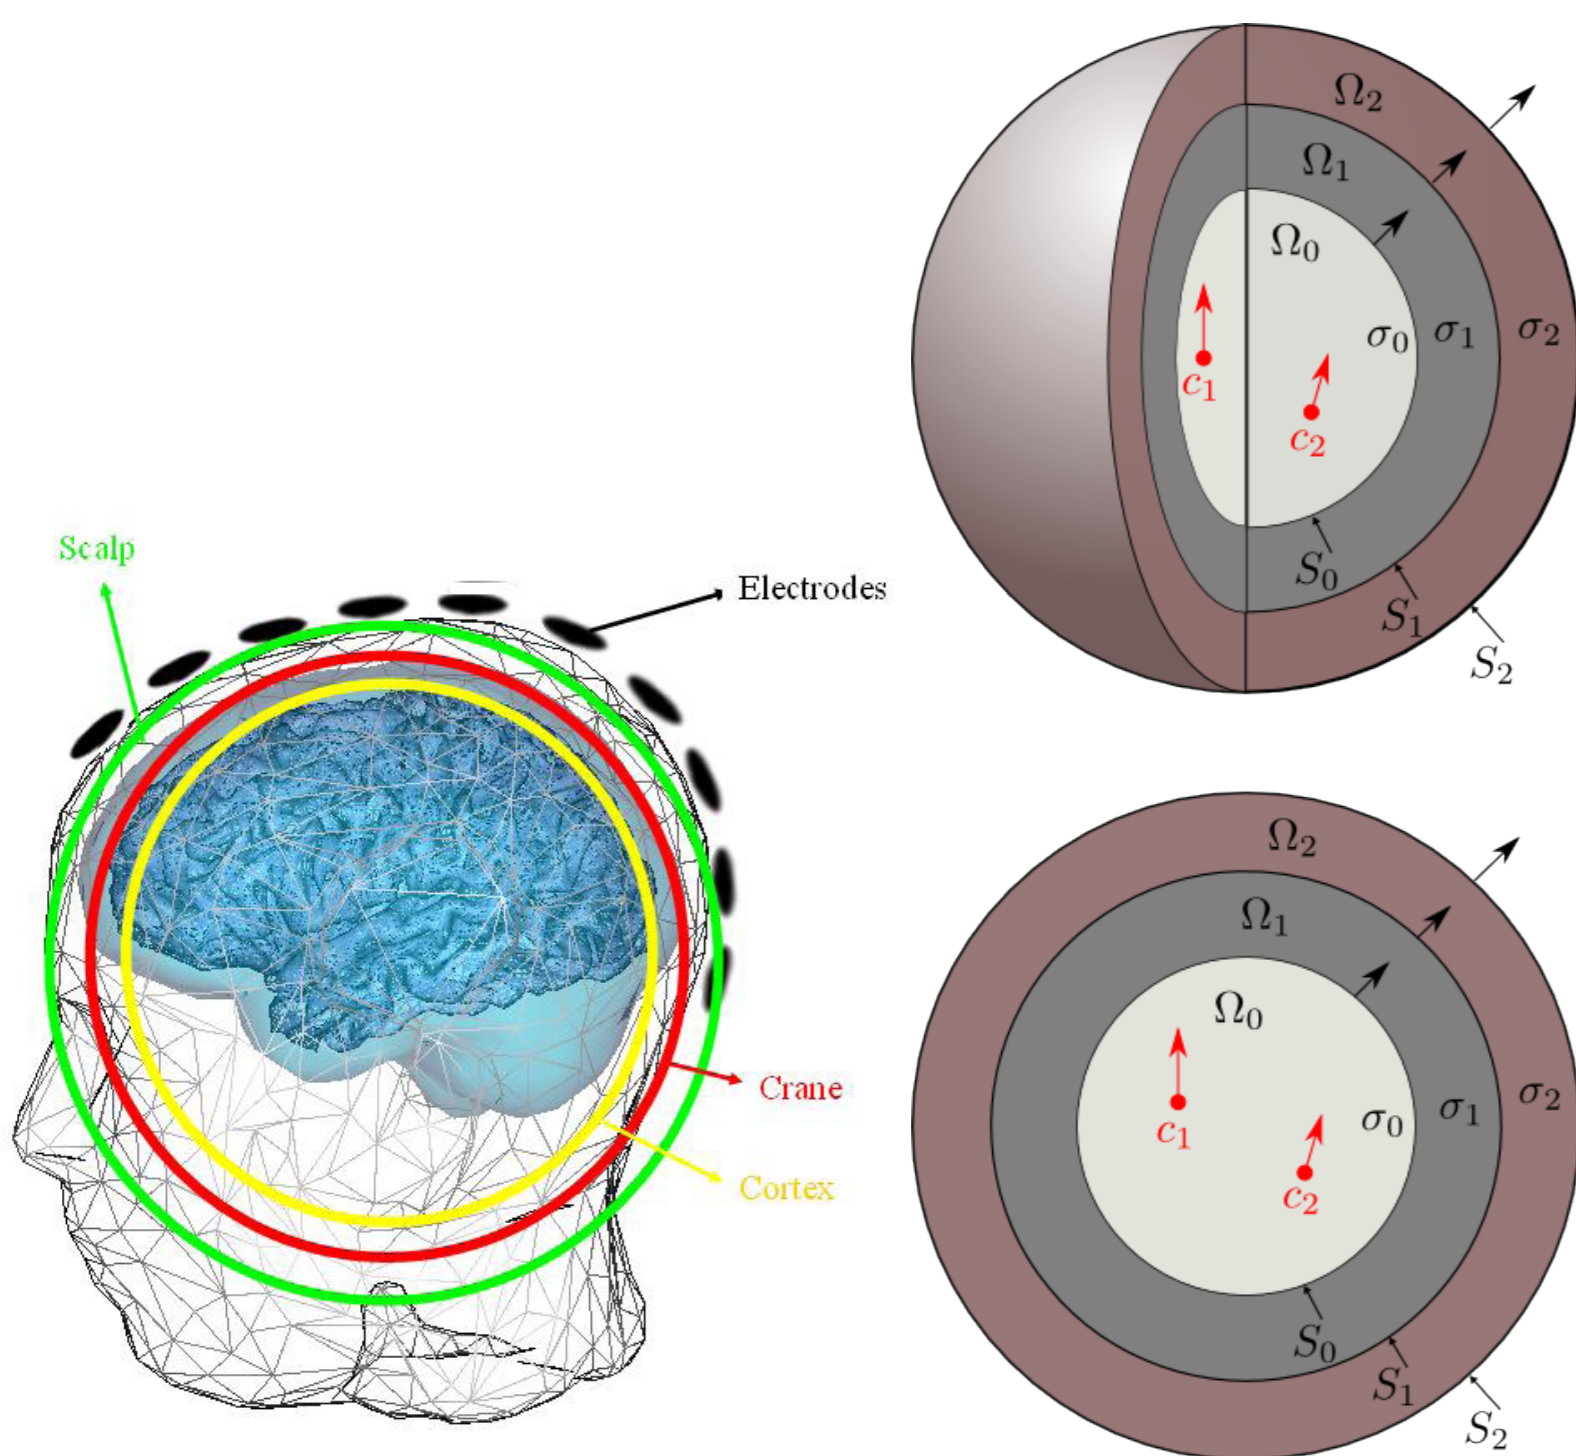 Scalp
Electrodes
Crane
Cortex
Ω₂
Ω₁
Ω₀
σ₀ σ₁ σ₂
c₁
c₂
S₀
S₁
S₂
Ω₂
Ω₁
Ω₀
σ₀ σ₁ σ₂
c₁
c₂
S₀
S₁
S₂